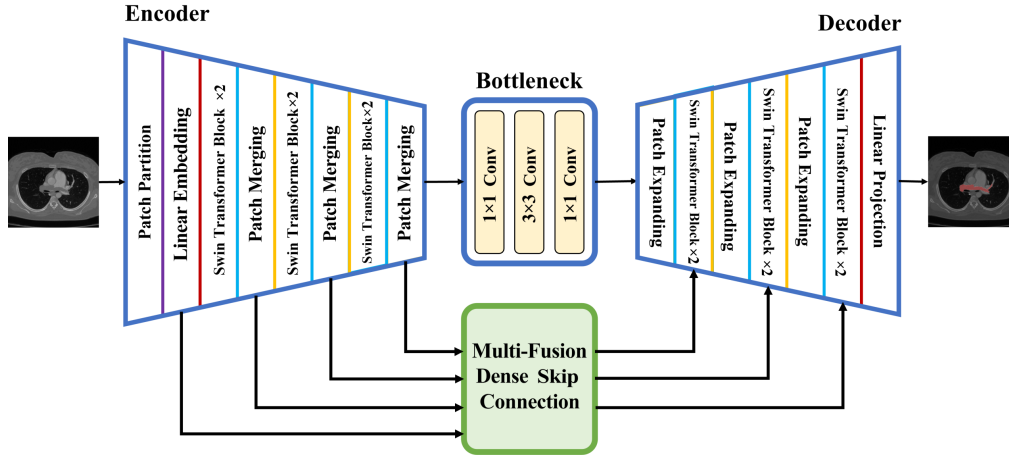 Encoder
Patch Partition
Linear Embedding
Swin Transformer Block ×2
Patch Merging
Swin Transformer Block×2
Patch Merging
Swin Transformer Block×2
Patch Merging
Bottleneck
1×1 Conv
3×3 Conv
1×1 Conv
Decoder
Patch Expanding
Swin Transformer Block ×2
Patch Expanding
Swin Transformer Block ×2
Patch Expanding
Swin Transformer Block ×2
Linear Projection
Multi-Fusion
Dense Skip
Connection